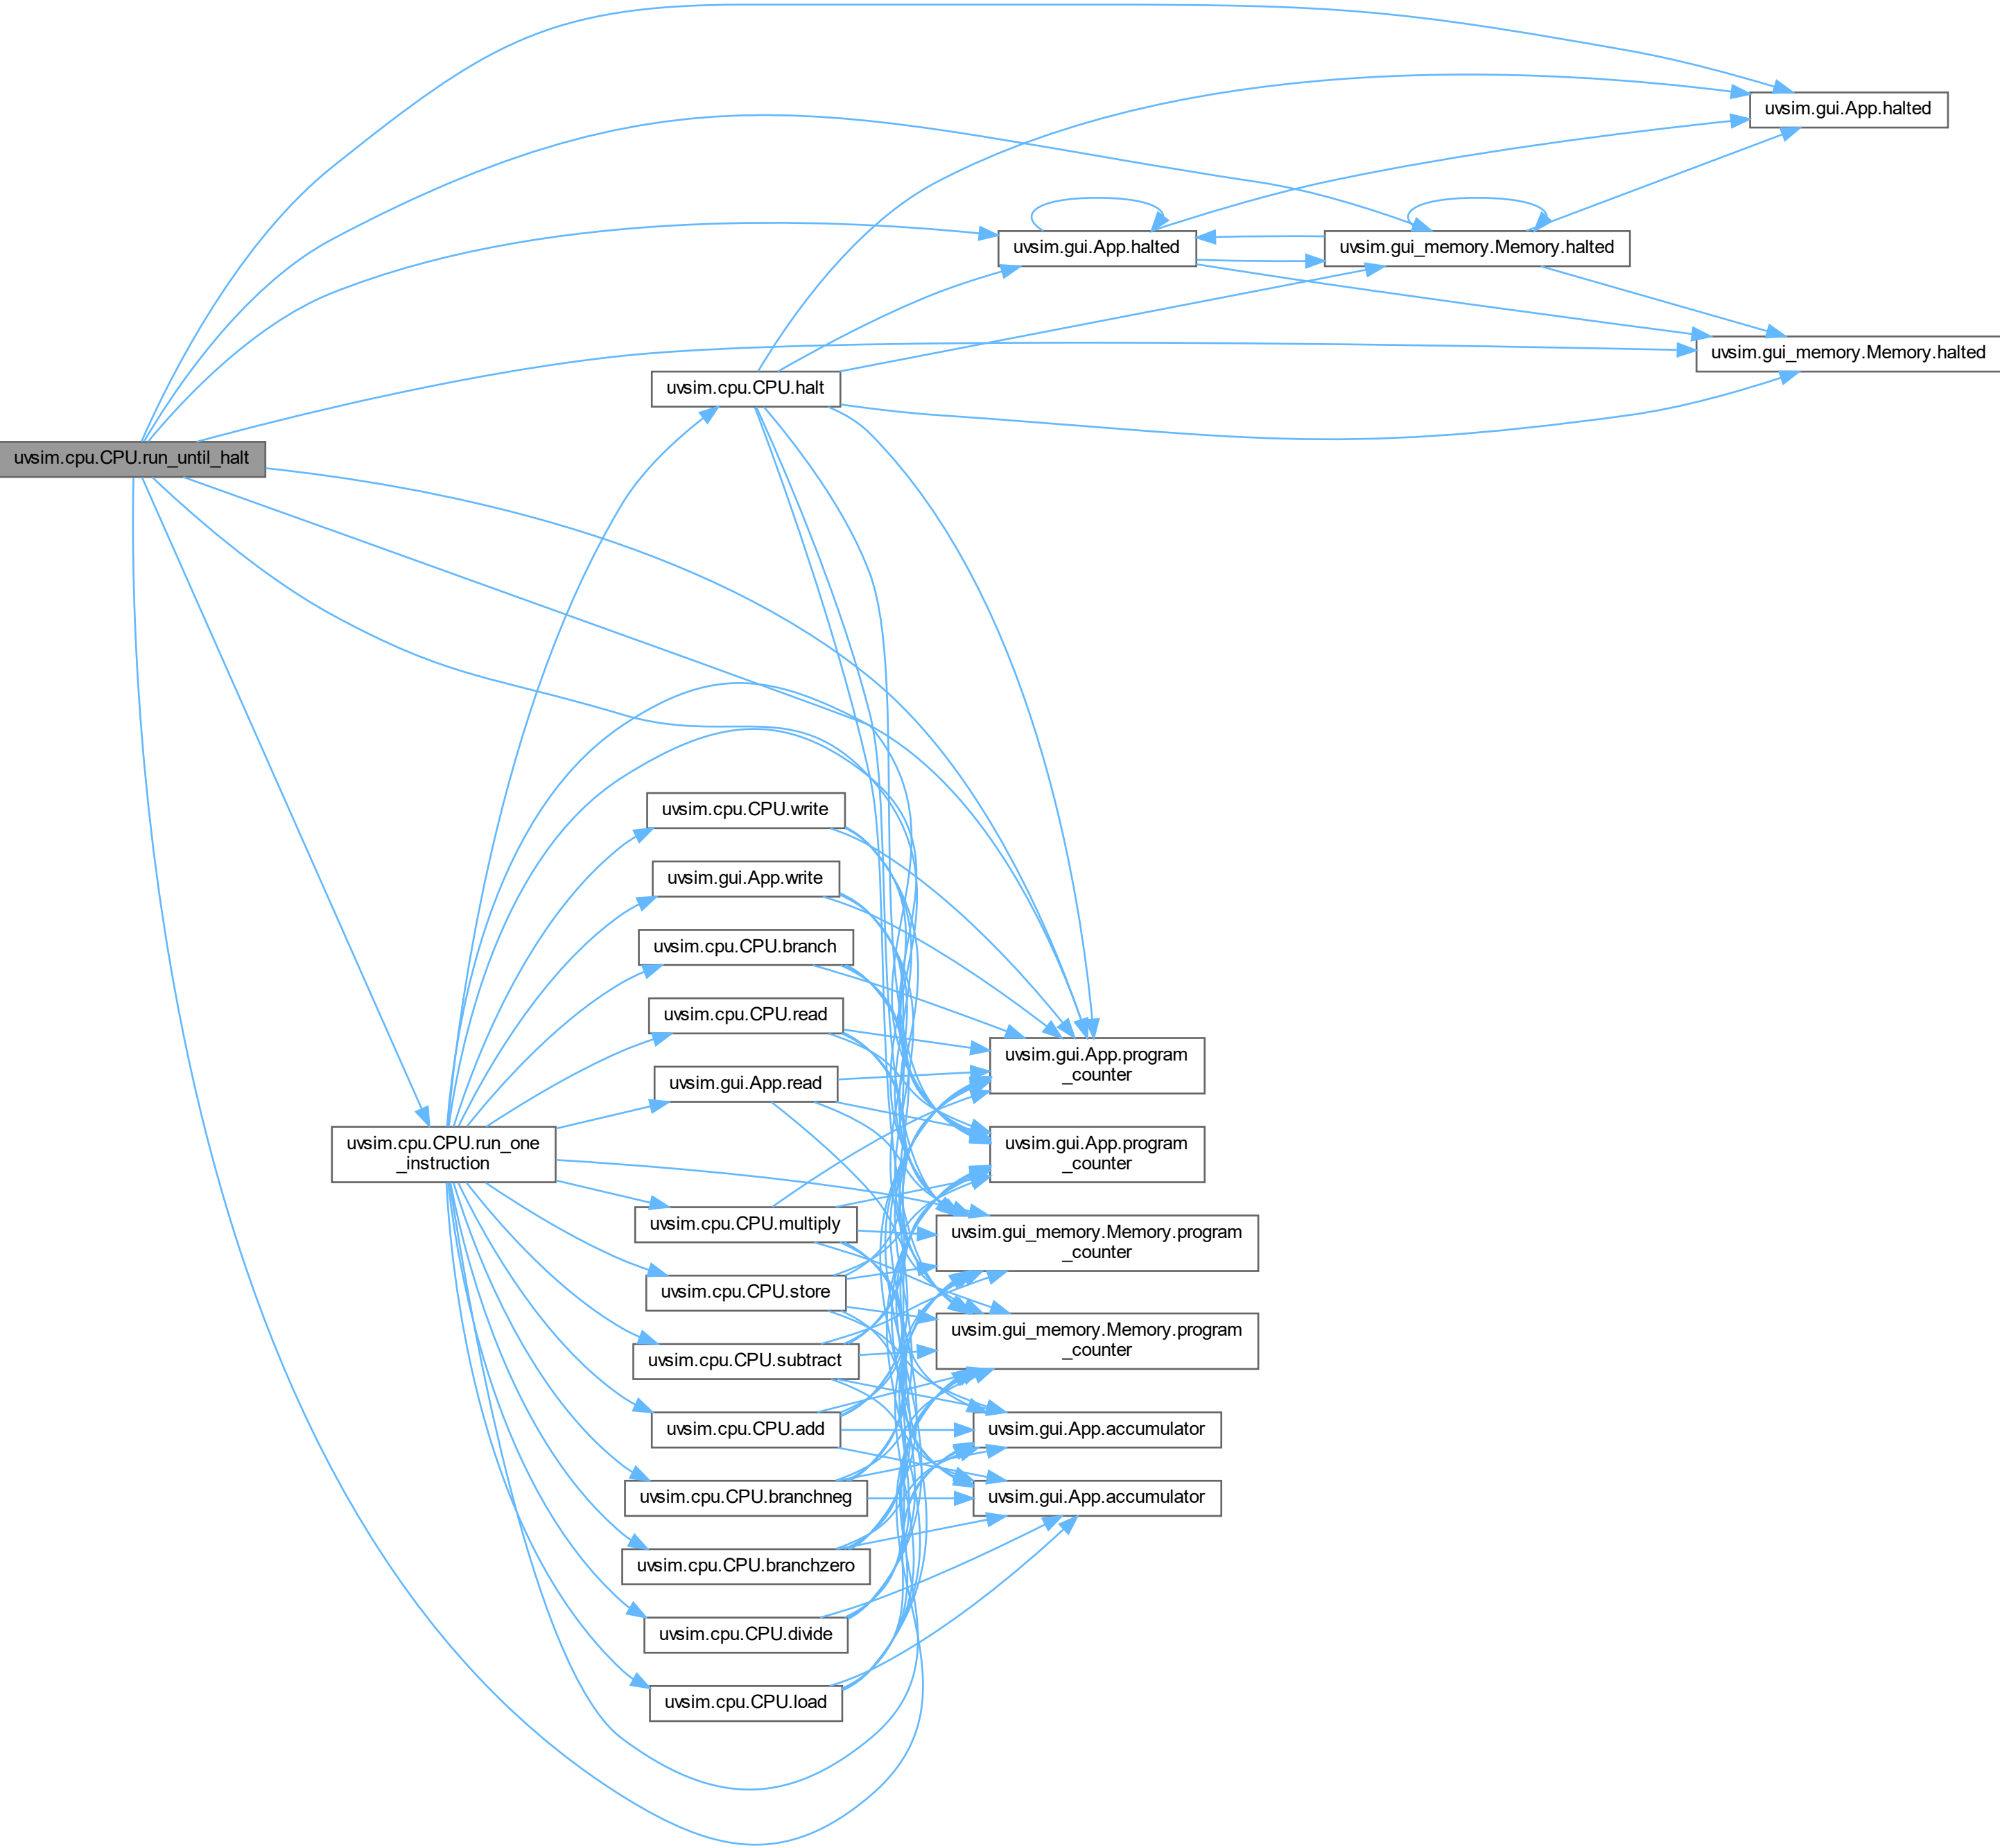 uvsim.gui.App.halted
uvsim.gui.App.halted
uvsim.gui_memory.Memory.halted
uvsim.gui_memory.Memory.halted
uvsim.cpu.CPU.halt
uvsim.cpu.CPU.run_until_halt
uvsim.cpu.CPU.write
uvsim.gui.App.write
uvsim.cpu.CPU.branch
uvsim.cpu.CPU.read
uvsim.gui.App.program
_counter
uvsim.gui.App.read
uvsim.cpu.CPU.run_one
_instruction
uvsim.gui.App.program
_counter
uvsim.cpu.CPU.multiply
uvsim.gui_memory.Memory.program
_counter
uvsim.cpu.CPU.store
uvsim.gui_memory.Memory.program
_counter
uvsim.cpu.CPU.subtract
uvsim.cpu.CPU.add
uvsim.gui.App.accumulator
uvsim.cpu.CPU.branchneg
uvsim.gui.App.accumulator
uvsim.cpu.CPU.branchzero
uvsim.cpu.CPU.divide
uvsim.cpu.CPU.load